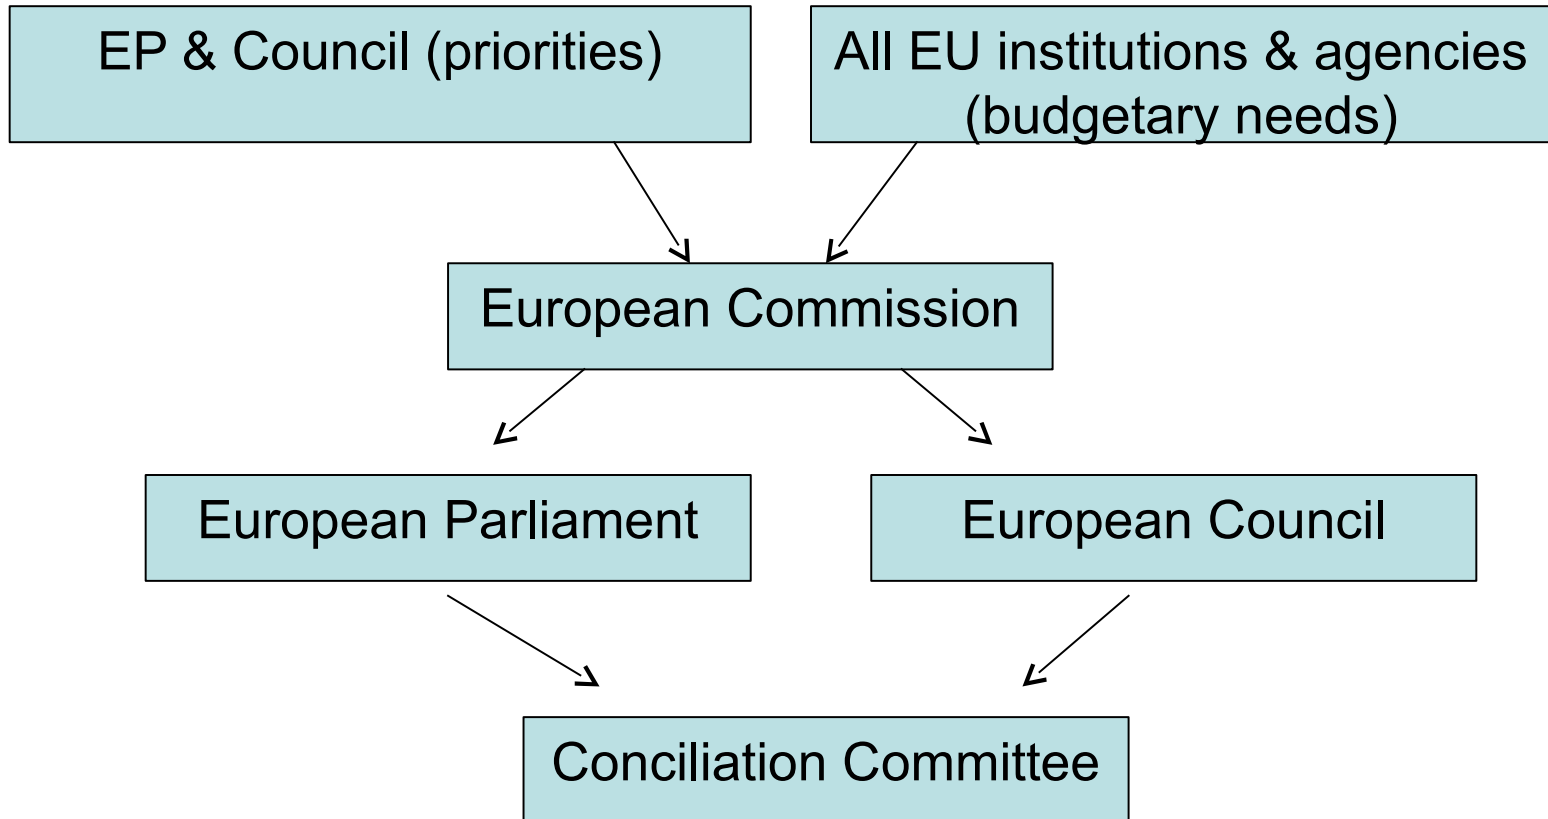 EP & Council (priorities)
All EU institutions & agencies
(budgetary needs)
European Commission
European Parliament
European Council
Conciliation Committee